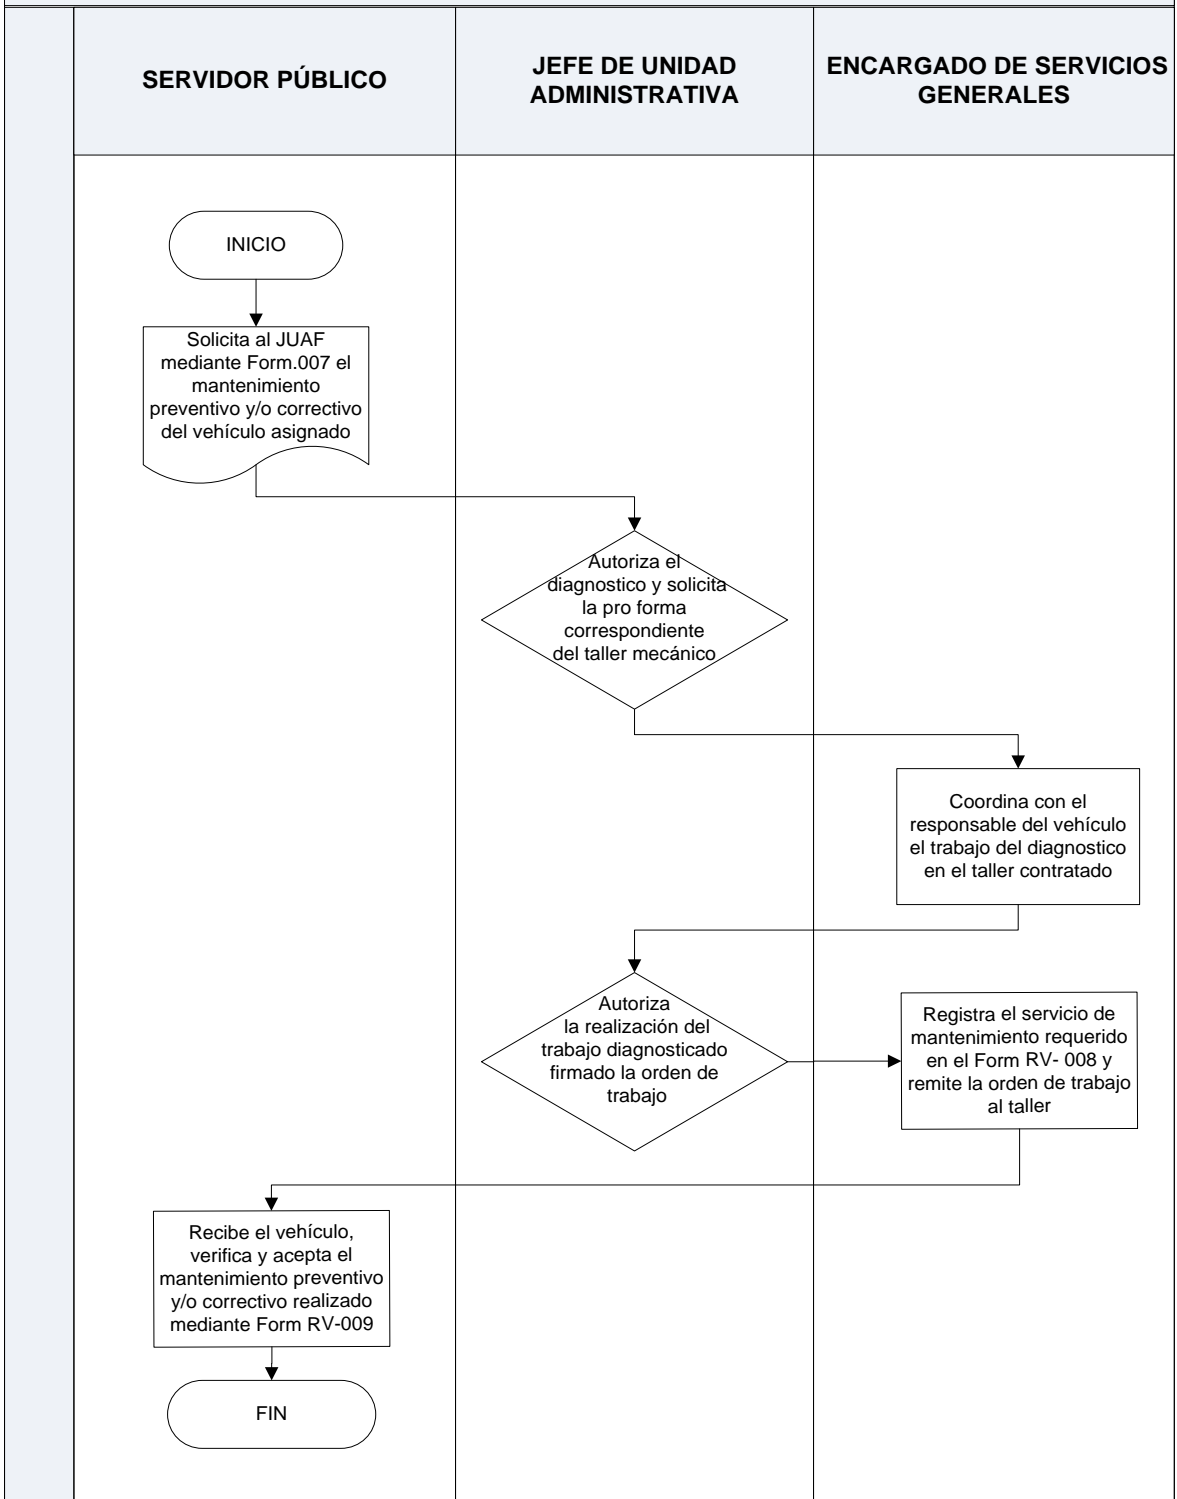 SERVIDOR PÚBLICO
JEFE DE UNIDAD
ADMINISTRATIVA
ENCARGADO DE SERVICIOS
GENERALES
INICIO
Solicita al JUAF
mediante Form.007 el
mantenimiento
preventivo y/o correctivo
del vehículo asignado
Autoriza el
diagnostico y solicita
la pro forma
correspondiente
del taller mecánico
Coordina con el
responsable del vehículo
el trabajo del diagnostico
en el taller contratado
Autoriza
la realización del
trabajo diagnosticado
firmado la orden de
trabajo
Registra el servicio de
mantenimiento requerido
en el Form RV- 008 y
remite la orden de trabajo
al taller
Recibe el vehículo,
verifica y acepta el
mantenimiento preventivo
y/o correctivo realizado
mediante Form RV-009
FIN